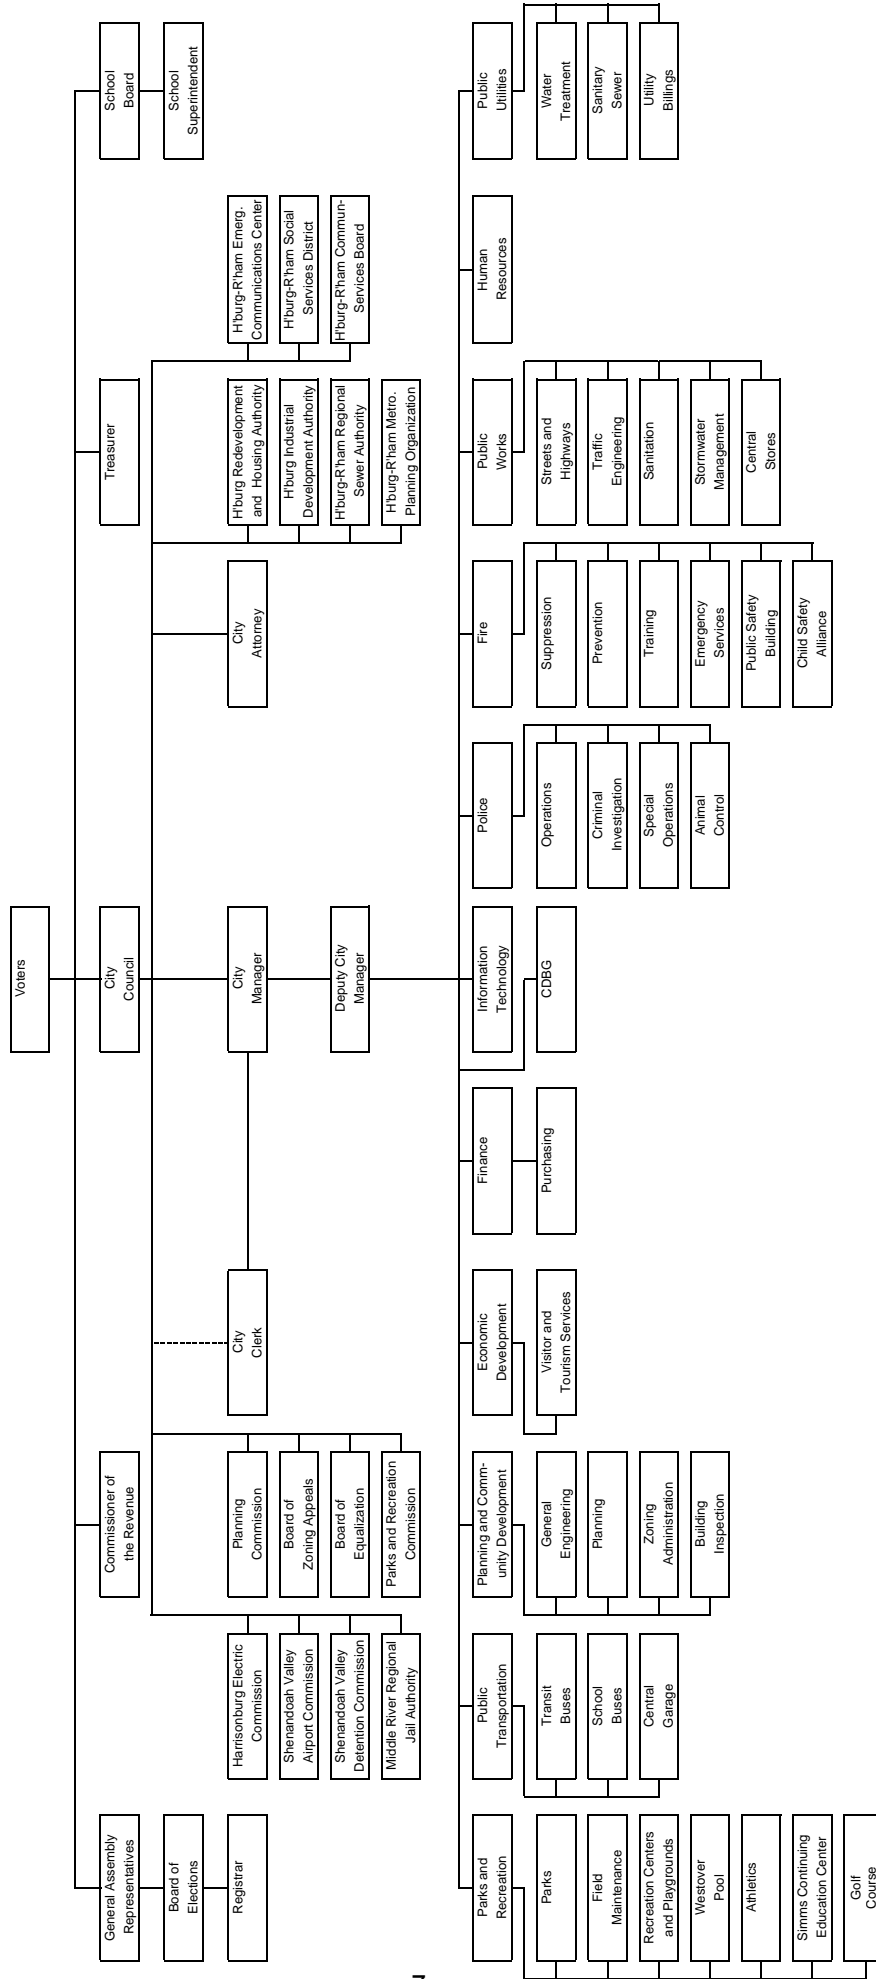 Voters
General Assembly
Representatives
Commissioner of
the Revenue
City
Council
Treasurer
School
Board
Board of
Elections
School
Superintendent
Registrar
Harrisonburg Electric
Commission
Planning
Commission
City
Clerk
City
Manager
City
Attorney
H'burg Redevelopment
and Housing Authority
H'burg-R'ham Emerg.
Communications Center
Shenandoah Valley
Airport Commission
Board of
Zoning Appeals
H'burg Industrial
Development Authority
H'burg-R'ham Social
Services District
Shenandoah Valley
Detention Commission
Board of
Equalization
Deputy City
Manager
H'burg-R'ham Regional
Sewer Authority
H'burg-R'ham Commun-
Services Board
Middle River Regional
Jail Authority
Parks and Recreation
Commission
H'burg-R'ham Metro.
Planning Organization
Parks and
Recreation
Public
Transportation
Planning and Comm-
unity Development
Economic
Development
Finance
Information
Technology
Police
Fire
Public
Works
Human
Resources
Public
Utilities
Parks
Transit
Buses
General
Engineering
Visitor and
Tourism Services
Purchasing
CDBG
Operations
Suppression
Streets and
Highways
Water
Treatment
Field
Maintenance
School
Buses
Planning
Criminal
Investigation
Prevention
Traffic
Engineering
Sanitary
Sewer
Recreation Centers
and Playgrounds
Central
Garage
Zoning
Administration
Special
Operations
Training
Sanitation
Utility
Billings
Westover
Pool
Building
Inspection
Animal
Control
Emergency
Services
Stormwater
Management
Athletics
Public Safety
Building
Central
Stores
Simms Continuing
Education Center
Child Safety
Alliance
Golf
Course
7